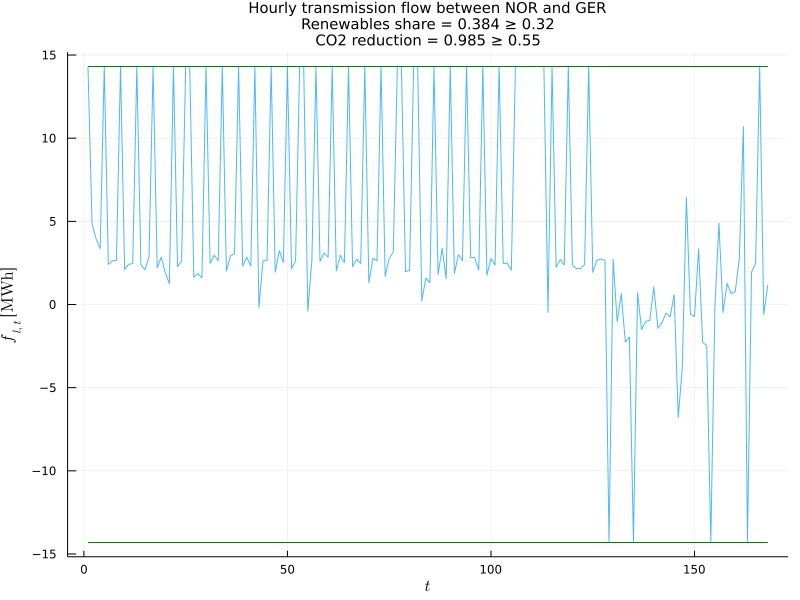 Hourly transmission flow between NOR and GER
Renewables share = 0.384 ≥ 0.32
CO2 reduction = 0.985 ≥ 0.55
15
10
5
0
−5
−10
−15
f l,t [MWh]
0 50 100 150
t